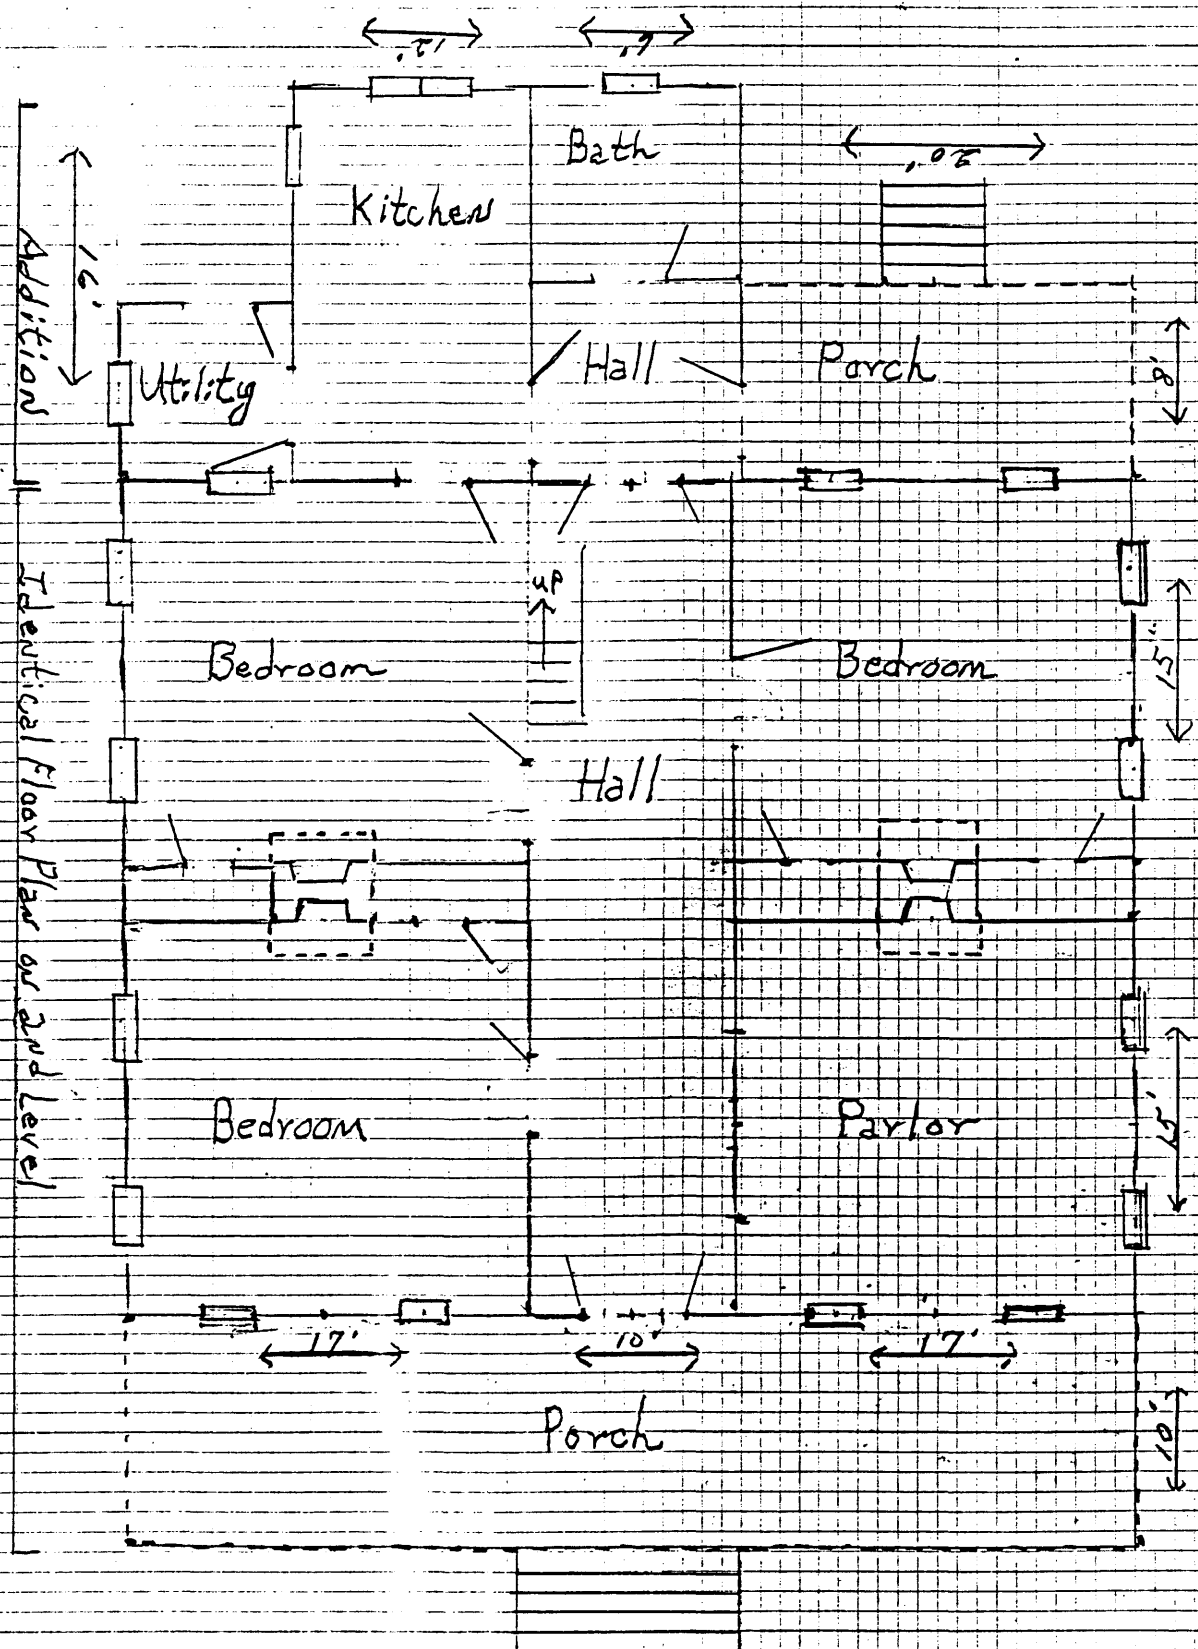 12'
6'
Bath
20'
Kitchen
16'
Addition
Utility
Hall
Porch
8'
up
Bedroom
Bedroom
15'
Hall
Identical Floor Plan on 2nd Level
Bedroom
Parlor
15'
17'
10'
17'
Porch
10'